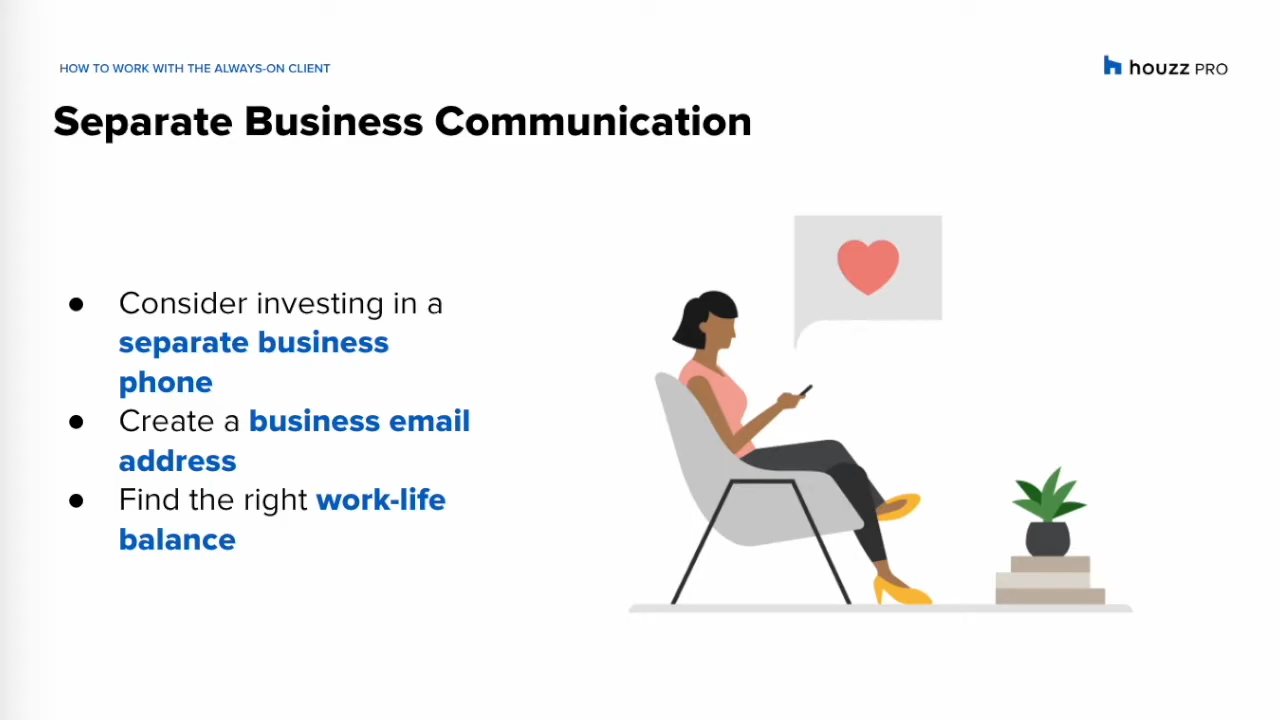 HOW TO WORK WITH THE ALWAYS-ON CLIENT
houzz PRO
Separate Business Communication
● Consider investing in a
separate business
phone
● Create a business email
address
● Find the right work-life
balance